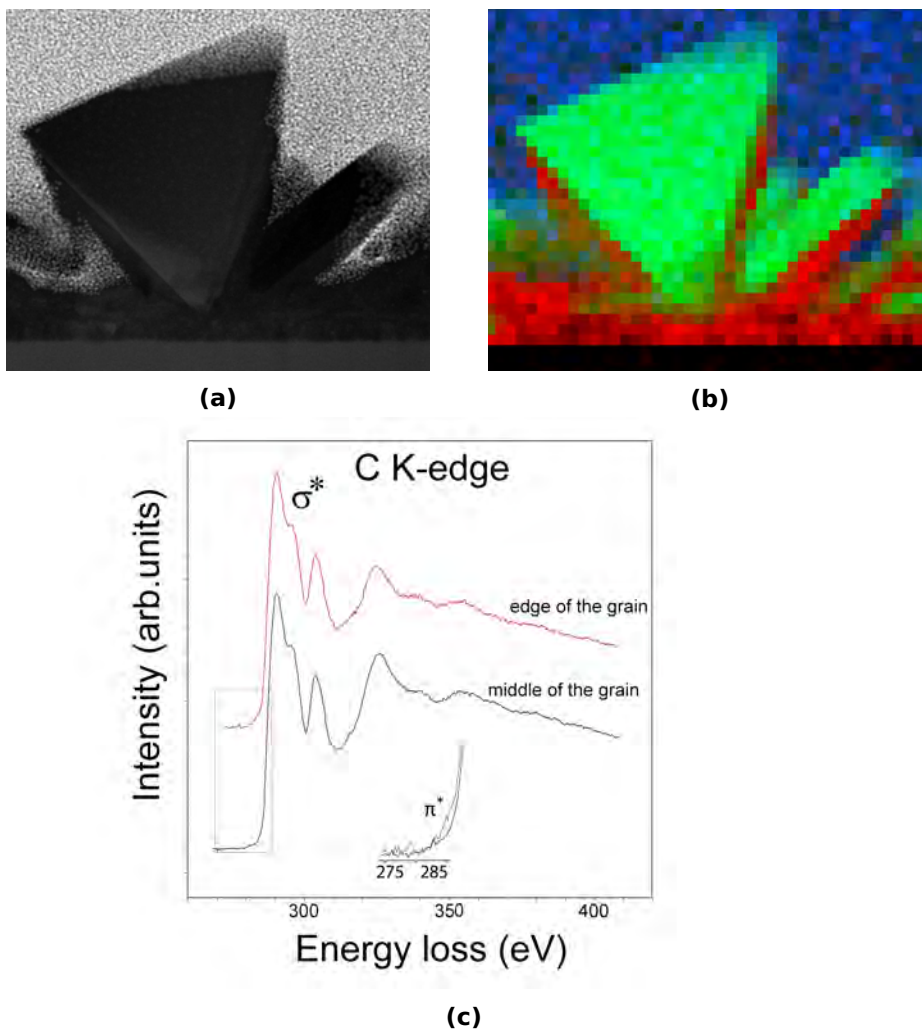 (a)
(b)
C K-edge
σ*
edge of the grain
middle of the grain
π*
275 285
300 350 400
Intensity (arb.units)
Energy loss (eV)
(c)